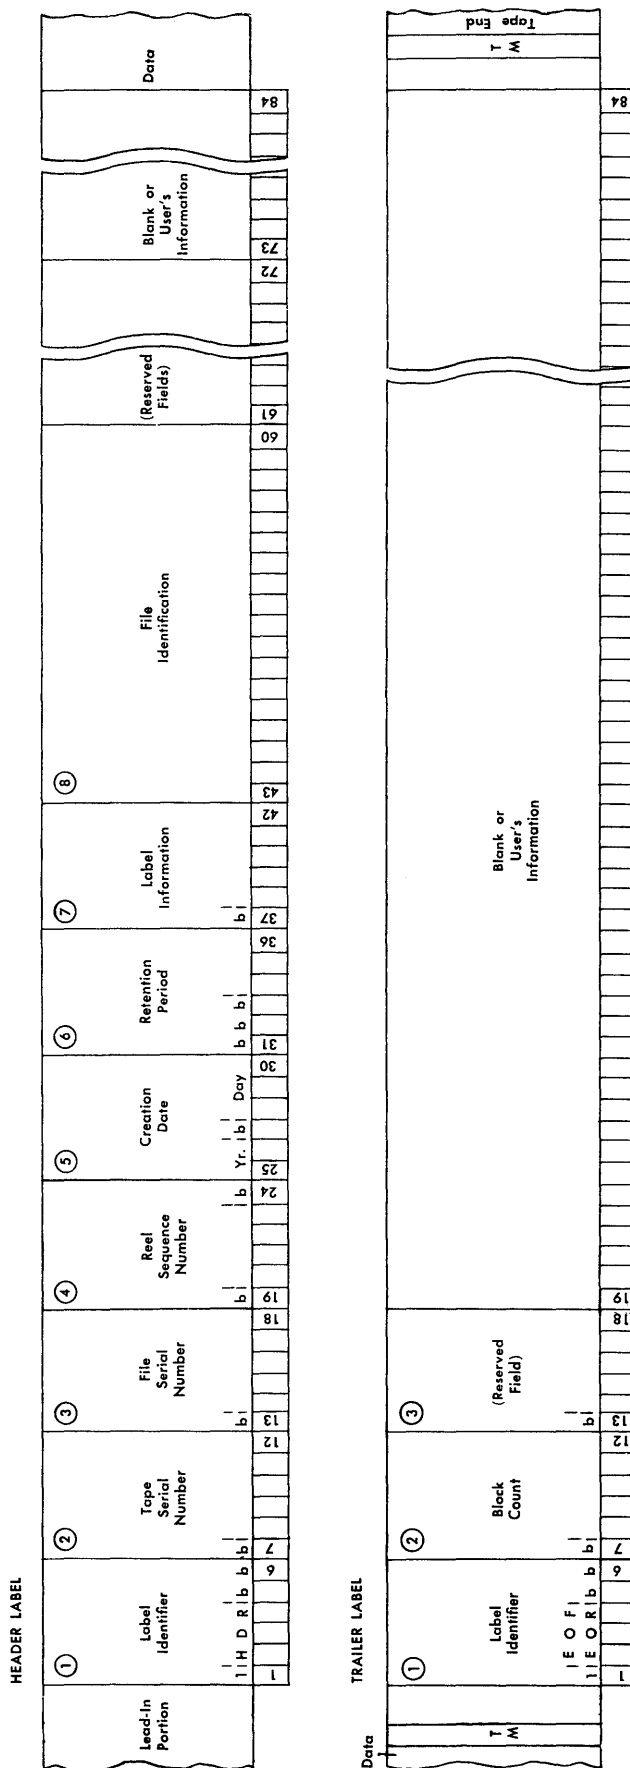 HEADER LABEL
Lead-In
Portion
①
Label
Identifier
1 H D R b b
1 6
②
Tape
Serial
Number
b
7 12
③
File
Serial
Number
b
13 18
④
Reel
Sequence
Number
b b
19 24
⑤
Creation
Date
Yr. b Day
25 30
⑥
Retention
Period
b b b
31 36
⑦
Label
Information
b
37 42
⑧
File
Identification
43 60
(Reserved
Fields)
61 72
Blank or
User's
Information
73 84
Data
TRAILER LABEL
Data
T
M
①
Label
Identifier
E O F
1 E O R b b
1 6
②
Block
Count
b
7 12
③
(Reserved
Field)
b
13 18
Blank or
User's
Information
19 84
T
M
Tape End